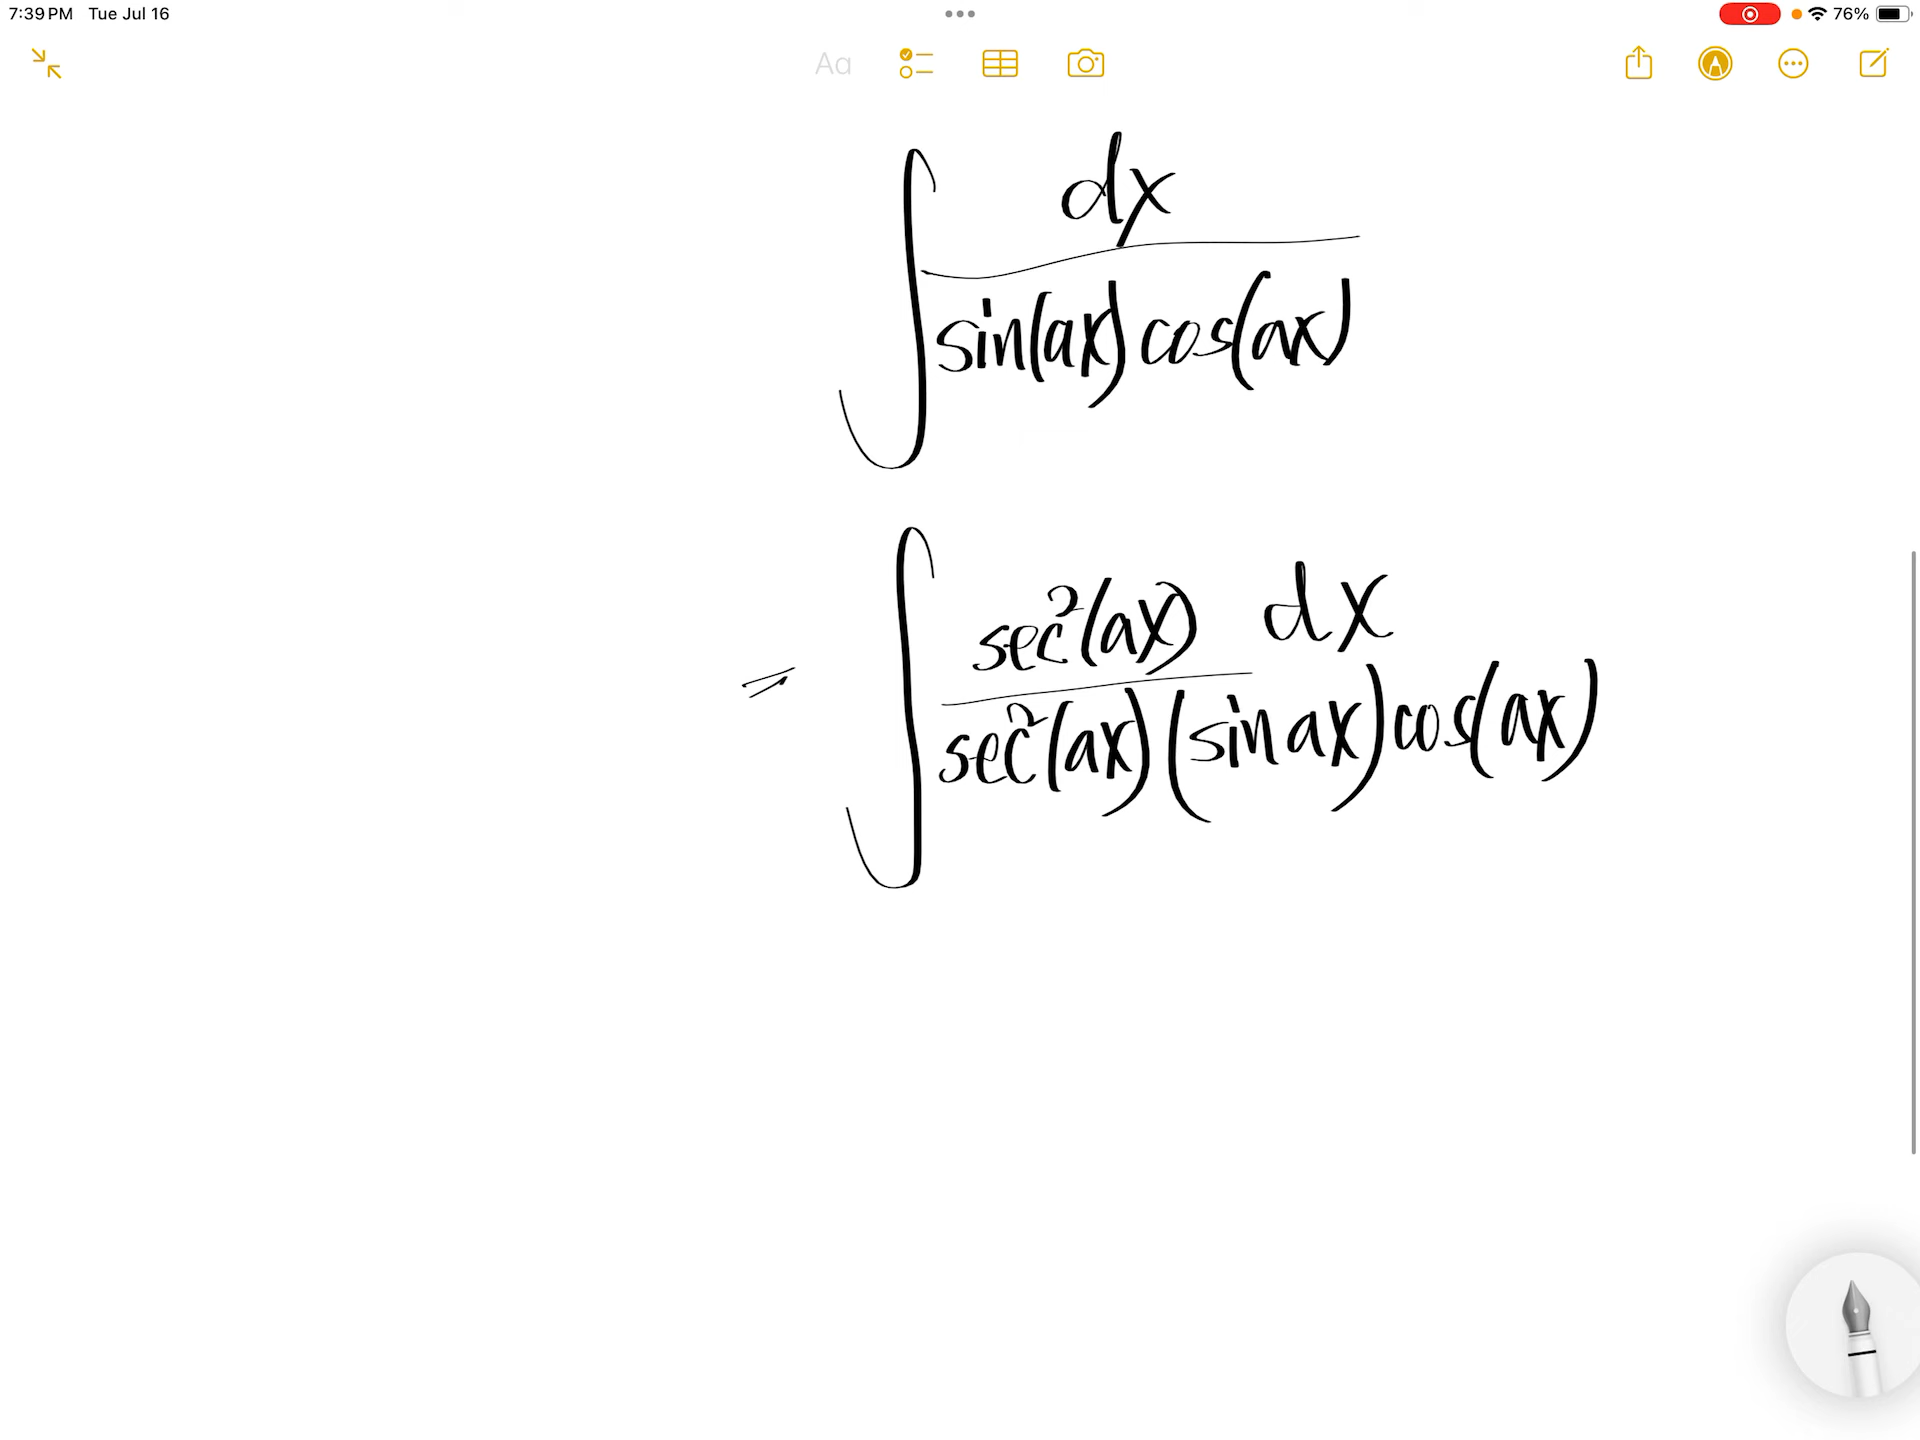 7:39 PM Tue Jul 16
76%
Aa
∫ dx / sin(ax) cos(ax)
= ∫ sec²(ax) dx / sec²(ax) (sin ax) cos(ax)